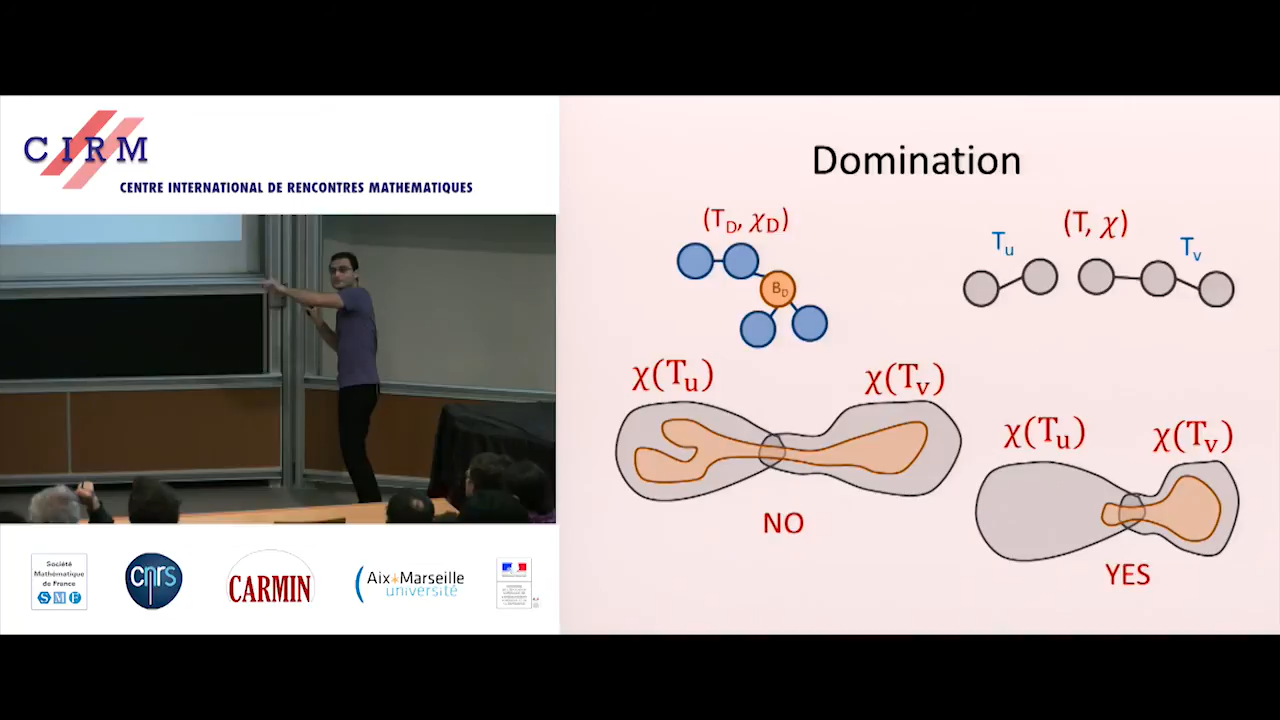 CIRM
CENTRE INTERNATIONAL DE RENCONTRES MATHEMATIQUES
Société
Mathématique
de France
SMF
cnrs
CARMIN
Aix*Marseille
université
Domination
(T_D, χ_D)
B_D
(T, χ)
T_u
T_v
χ(T_u)
χ(T_v)
NO
χ(T_u)
χ(T_v)
YES